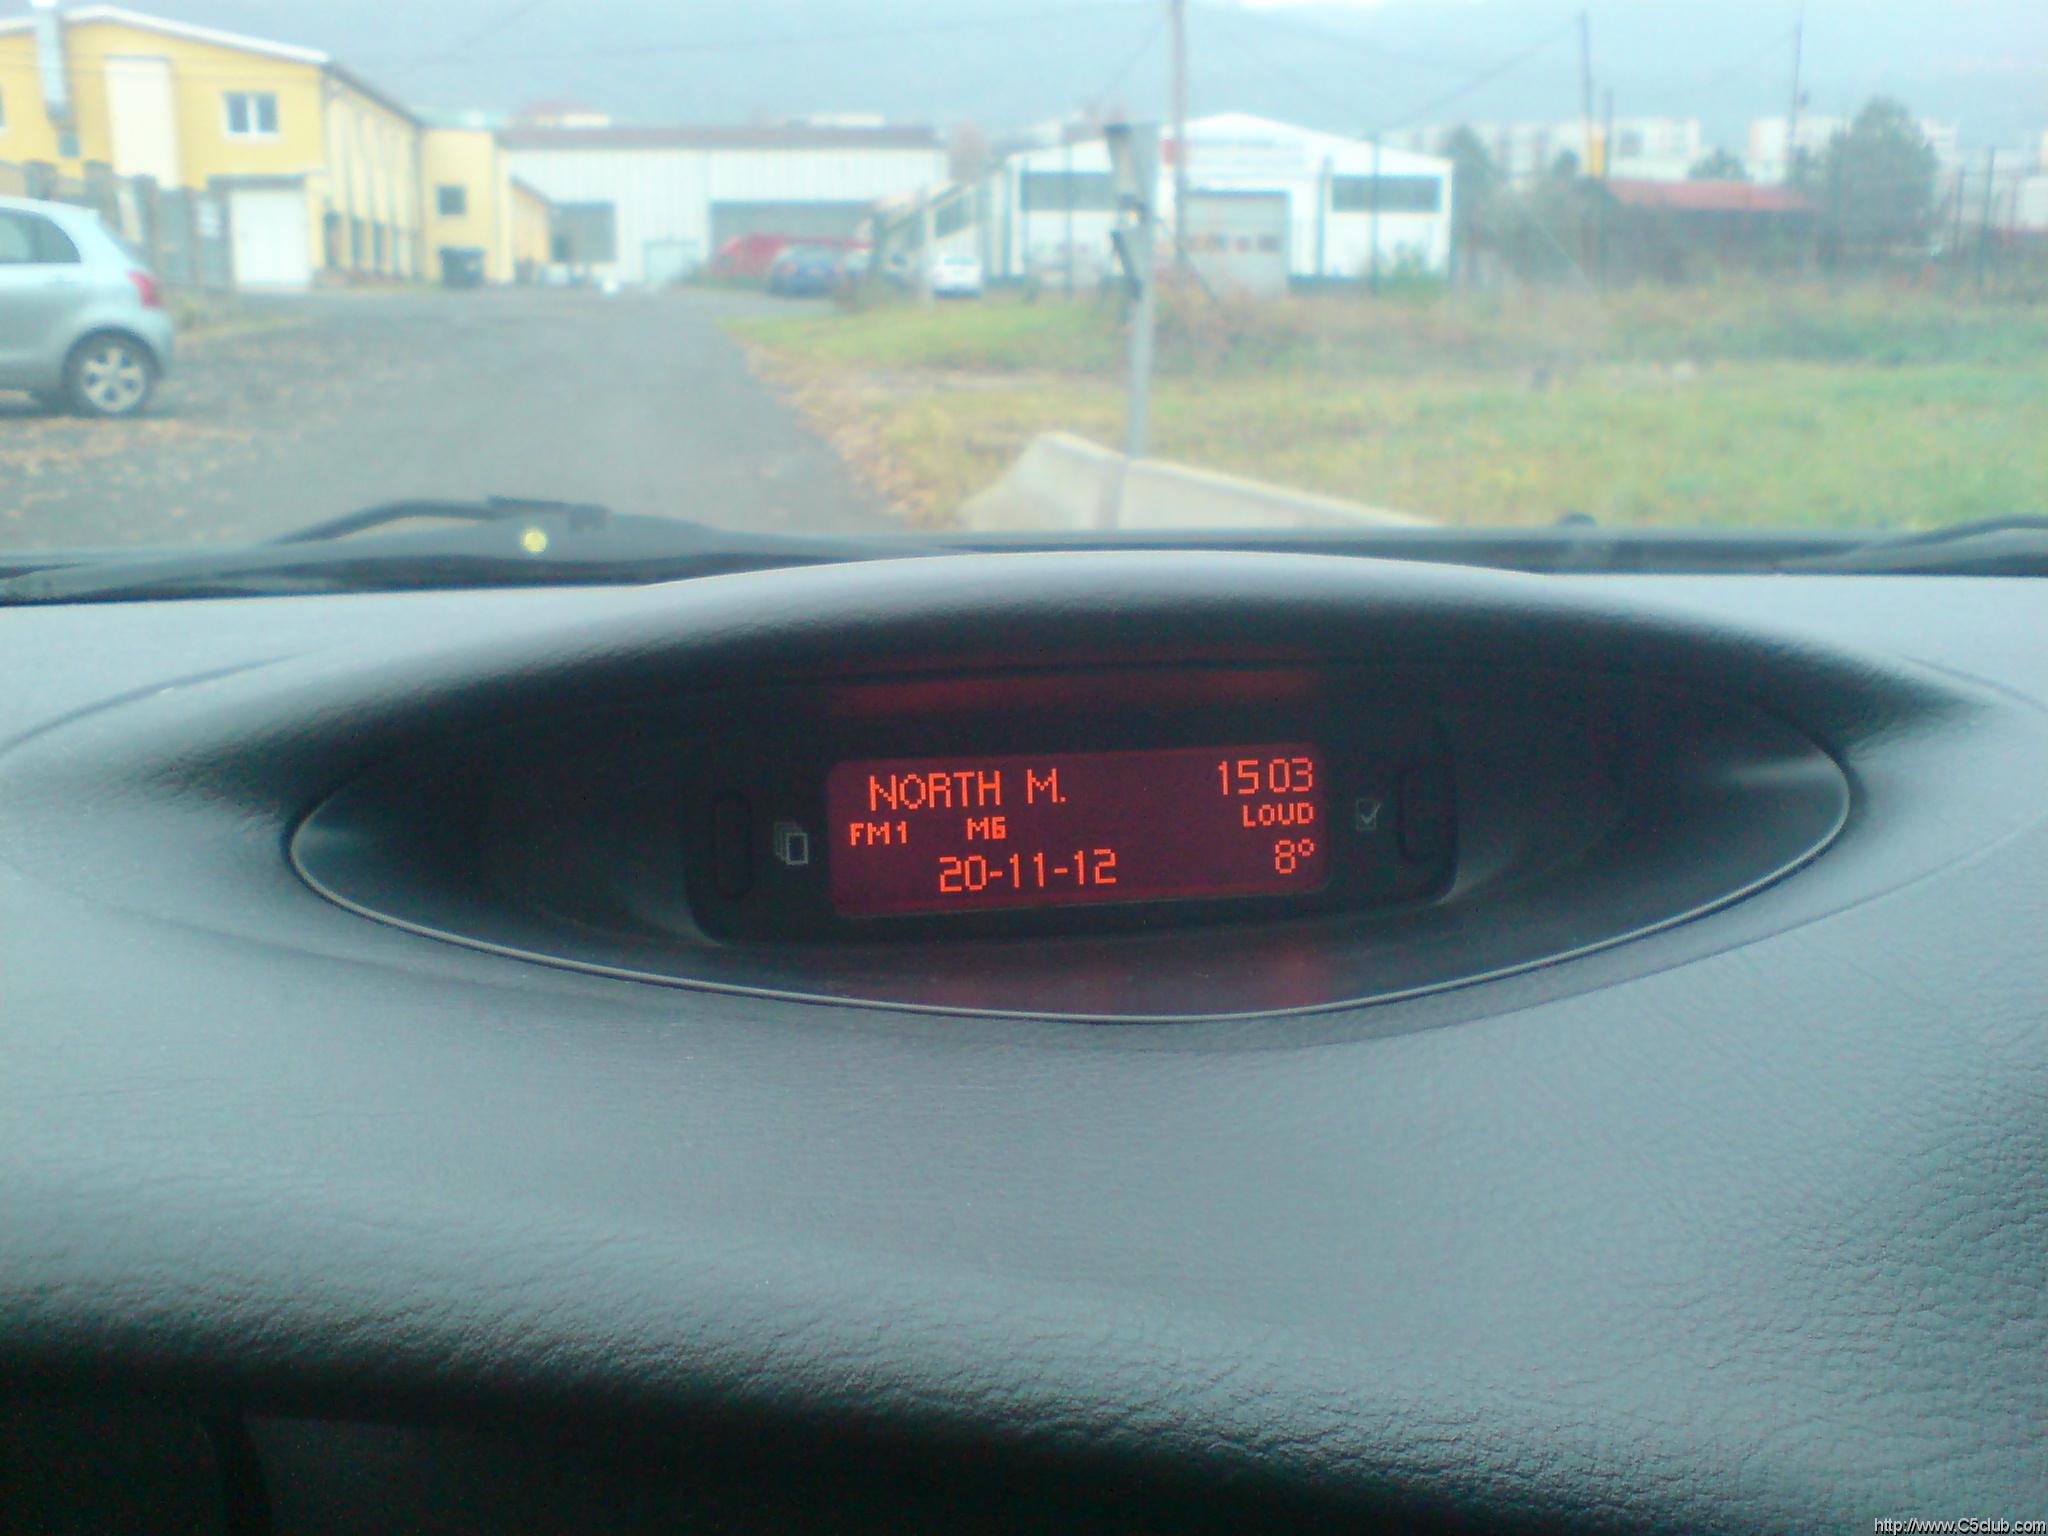 NORTH M. 15 03
FM1 M6 LOUD
20-11-12 8°
http://www.C5club.com